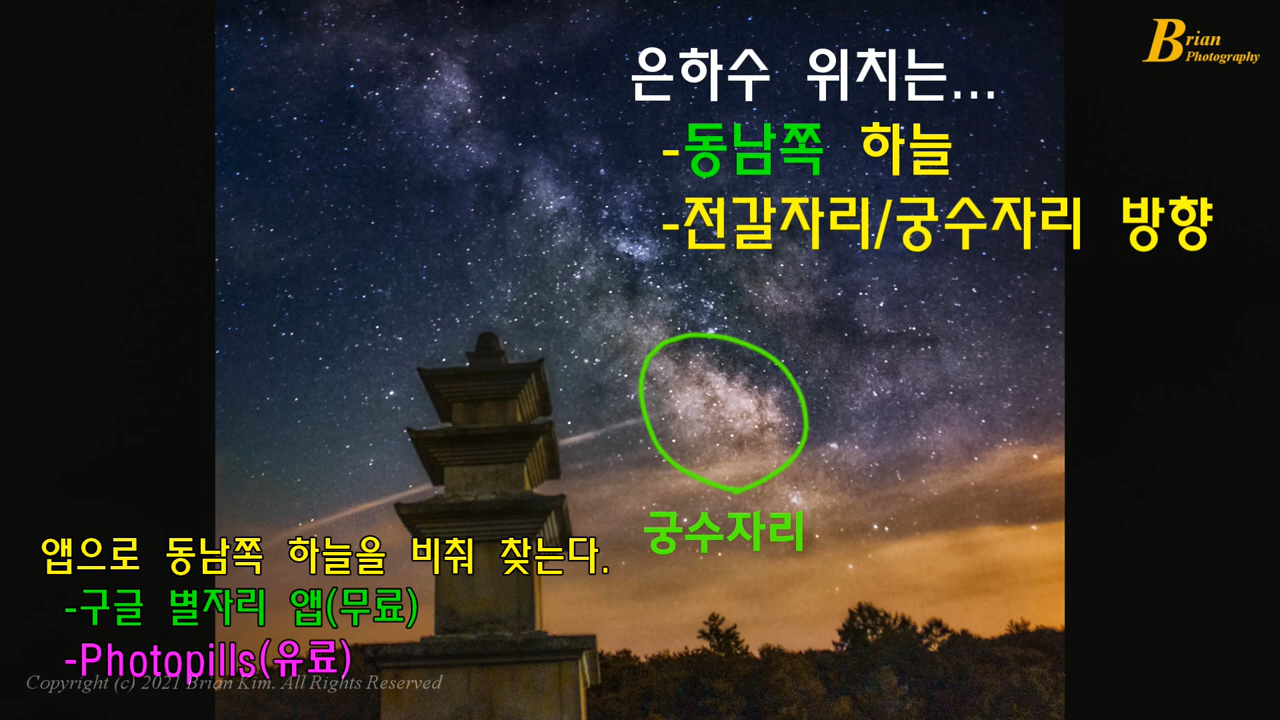 Brian
Photography
은하수 위치는...
-동남쪽 하늘
-전갈자리/궁수자리 방향
궁수자리
앱으로 동남쪽 하늘을 비춰 찾는다.
-구글 별자리 앱(무료)
-Photopills(유료)
Copyright (c) 2021 Brian Kim. All Rights Reserved